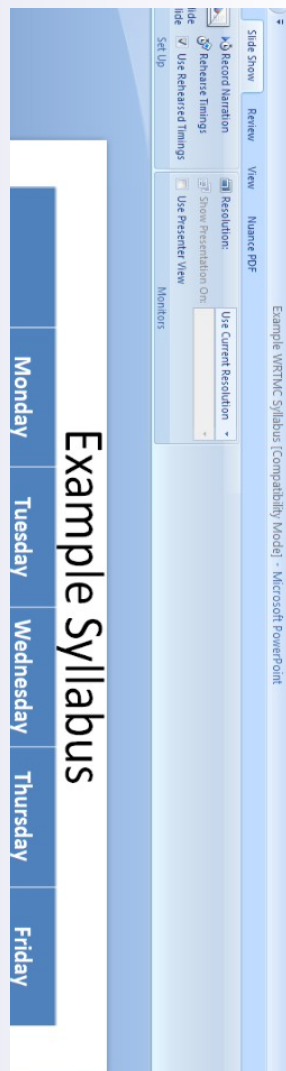 Example WRTMC Syllabus [Compatibility Mode] - Microsoft PowerPoint
Slide Show Review View Nuance PDF
Record Narration Resolution: Use Current Resolution
Rehearse Timings Show Presentation On:
Use Rehearsed Timings Use Presenter View
Set Up Monitors
Example Syllabus
Monday Tuesday Wednesday Thursday Friday